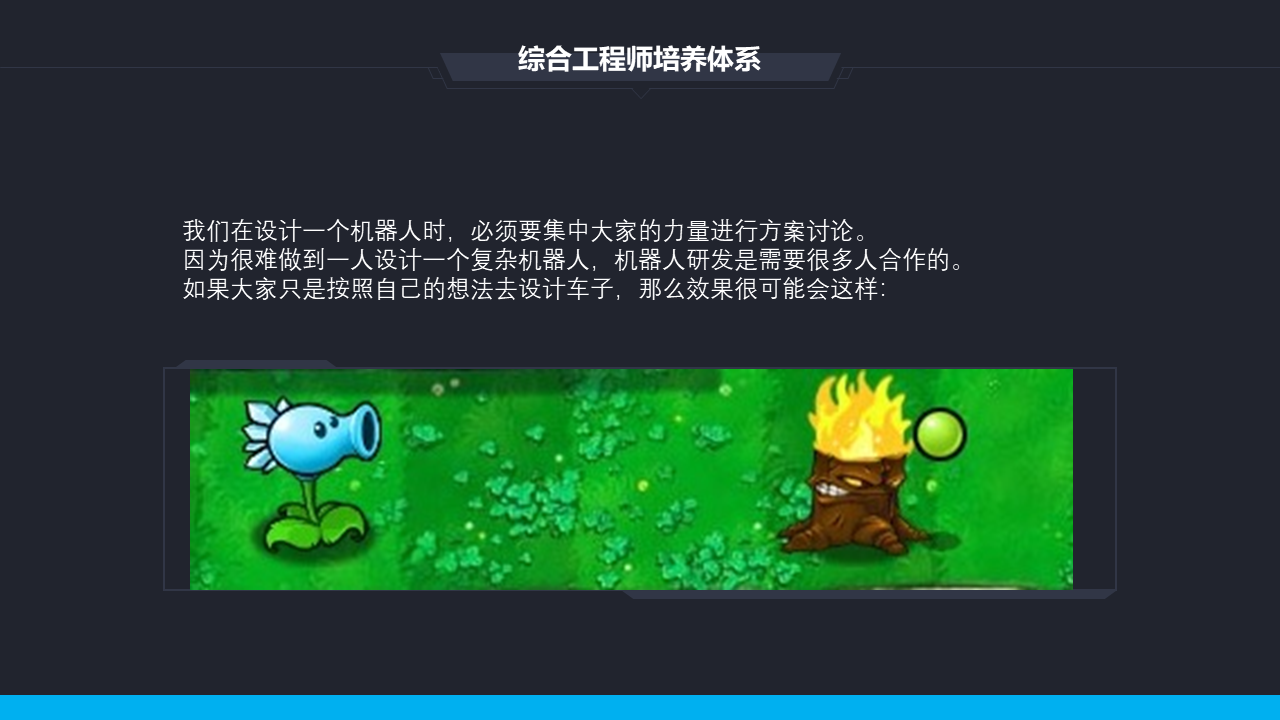 综合工程师培养体系
我们在设计一个机器人时，必须要集中大家的力量进行方案讨论。
因为很难做到一人设计一个复杂机器人，机器人研发是需要很多人合作的。
如果大家只是按照自己的想法去设计车子，那么效果很可能会这样：